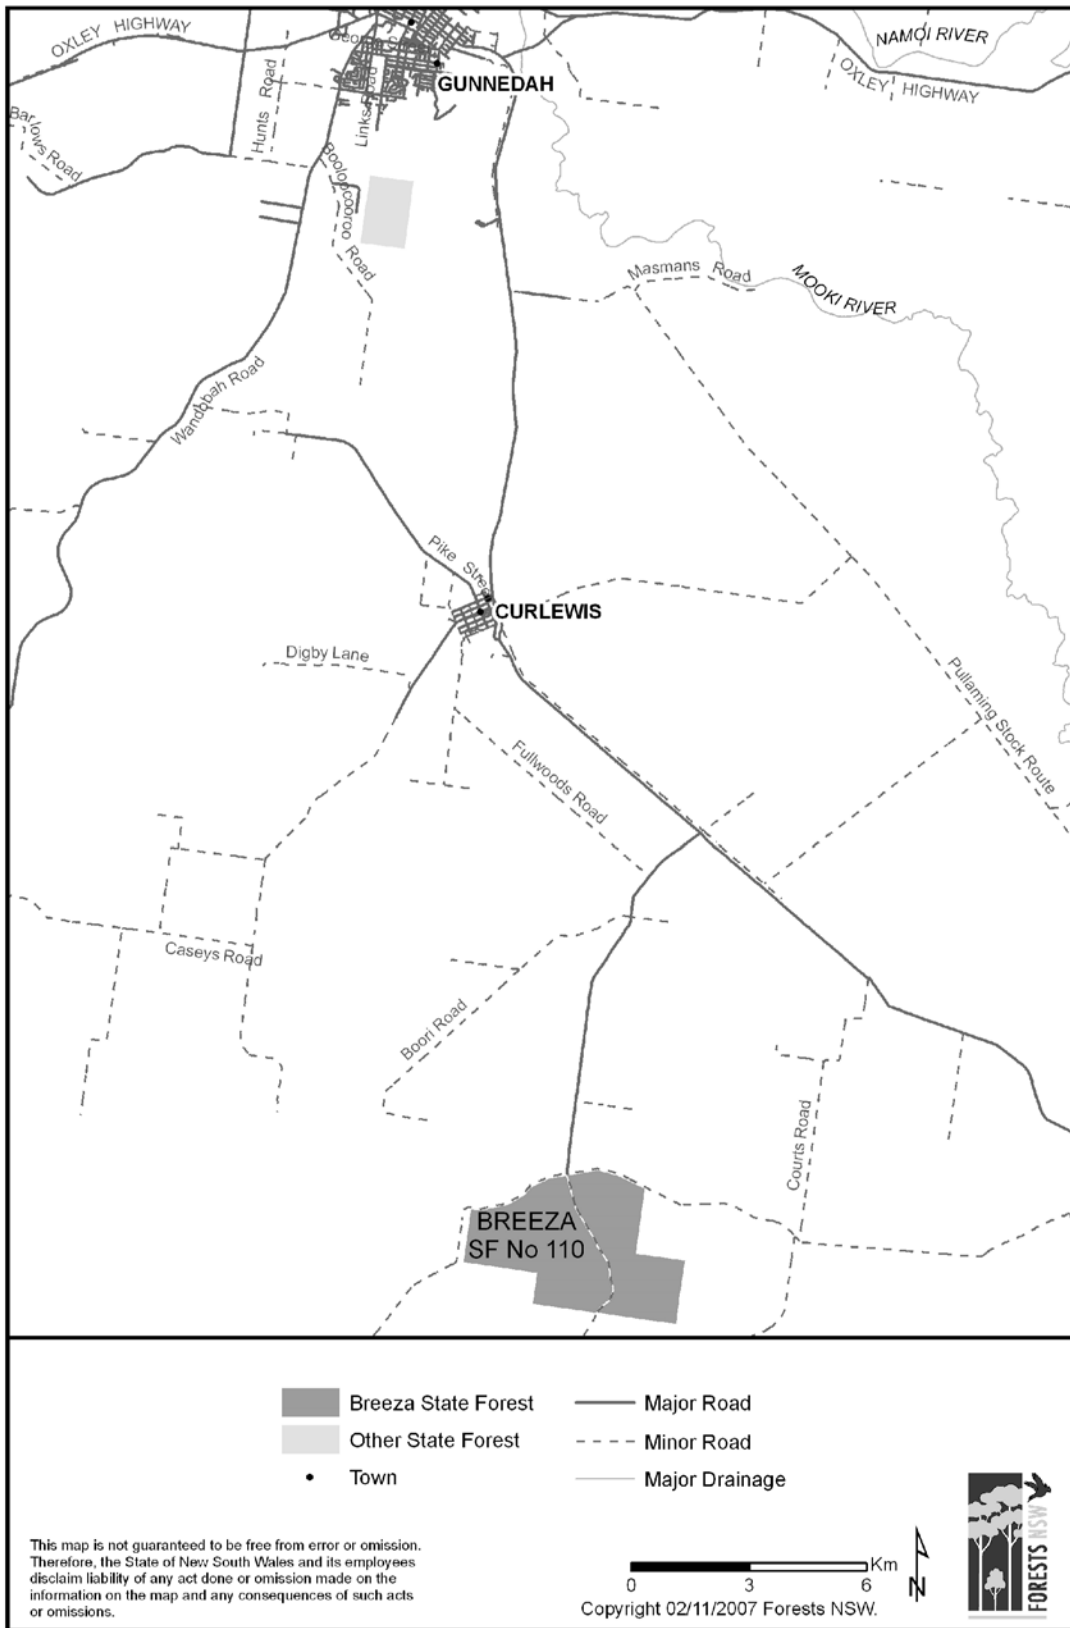 OXLEY HIGHWAY
NAMOI RIVER
OXLEY HIGHWAY
GUNNEDAH
Hunts Road
Links Road
Barlows Road
Boolooooroo Road
Masmans Road
MOOKI RIVER
Wandobah Road
Pike Street
CURLEWIS
Digby Lane
Pullaming Stock Route
Fullwoods Road
Caseys Road
Boori Road
Courts Road
BREEZA
SF No 110
Breeza State Forest
Other State Forest
Town
Major Road
Minor Road
Major Drainage
This map is not guaranteed to be free from error or omission.
Therefore, the State of New South Wales and its employees
disclaim liability of any act done or omission made on the
information on the map and any consequences of such acts
or omissions.
Km
0 3 6
N
Copyright 02/11/2007 Forests NSW.
FORESTS NSW